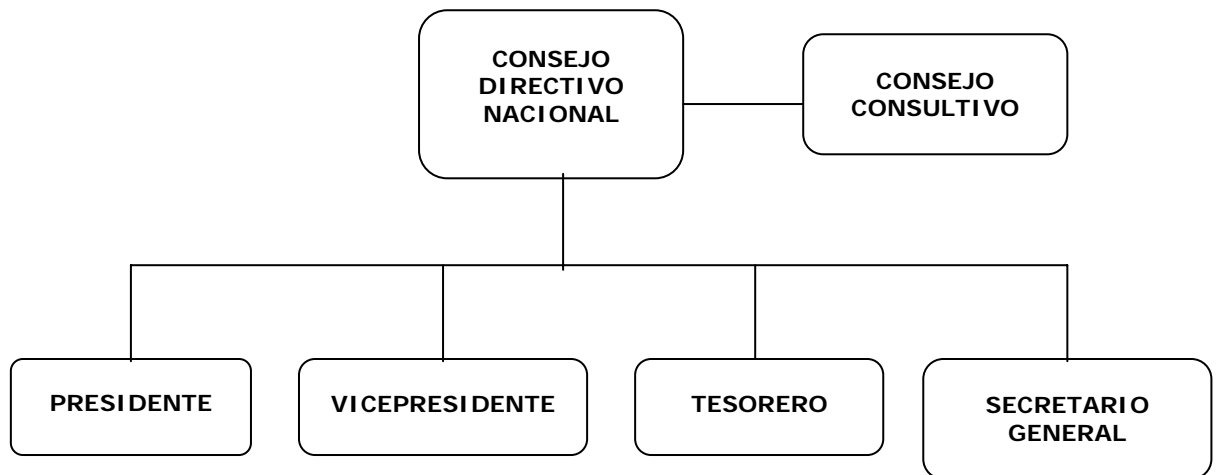 CONSEJO
DIRECTIVO
NACIONAL
CONSEJO
CONSULTIVO
PRESIDENTE
VICEPRESIDENTE
TESORERO
SECRETARIO
GENERAL